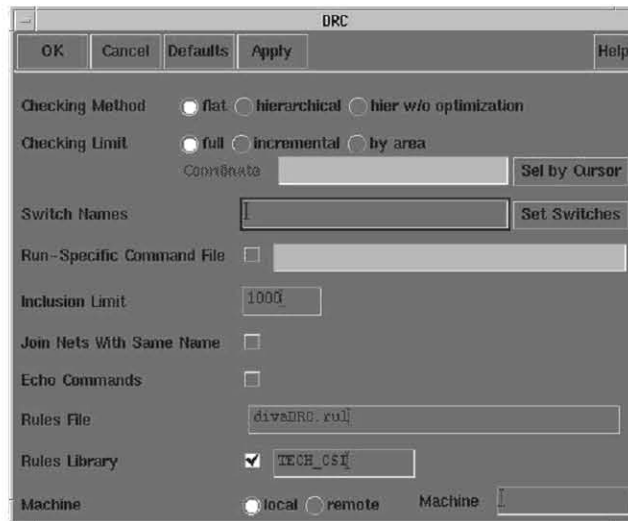 DRC
OK Cancel Defaults Apply Help
Checking Method flat hierarchical hier w/o optimization
Checking Limit full incremental by area
Coordinate Sel by Cursor
Switch Names Set Switches
Run-Specific Command File
Inclusion Limit 1000
Join Nets With Same Name
Echo Commands
Rules File divaDRC.rul
Rules Library TECH_CSI
Machine local remote Machine